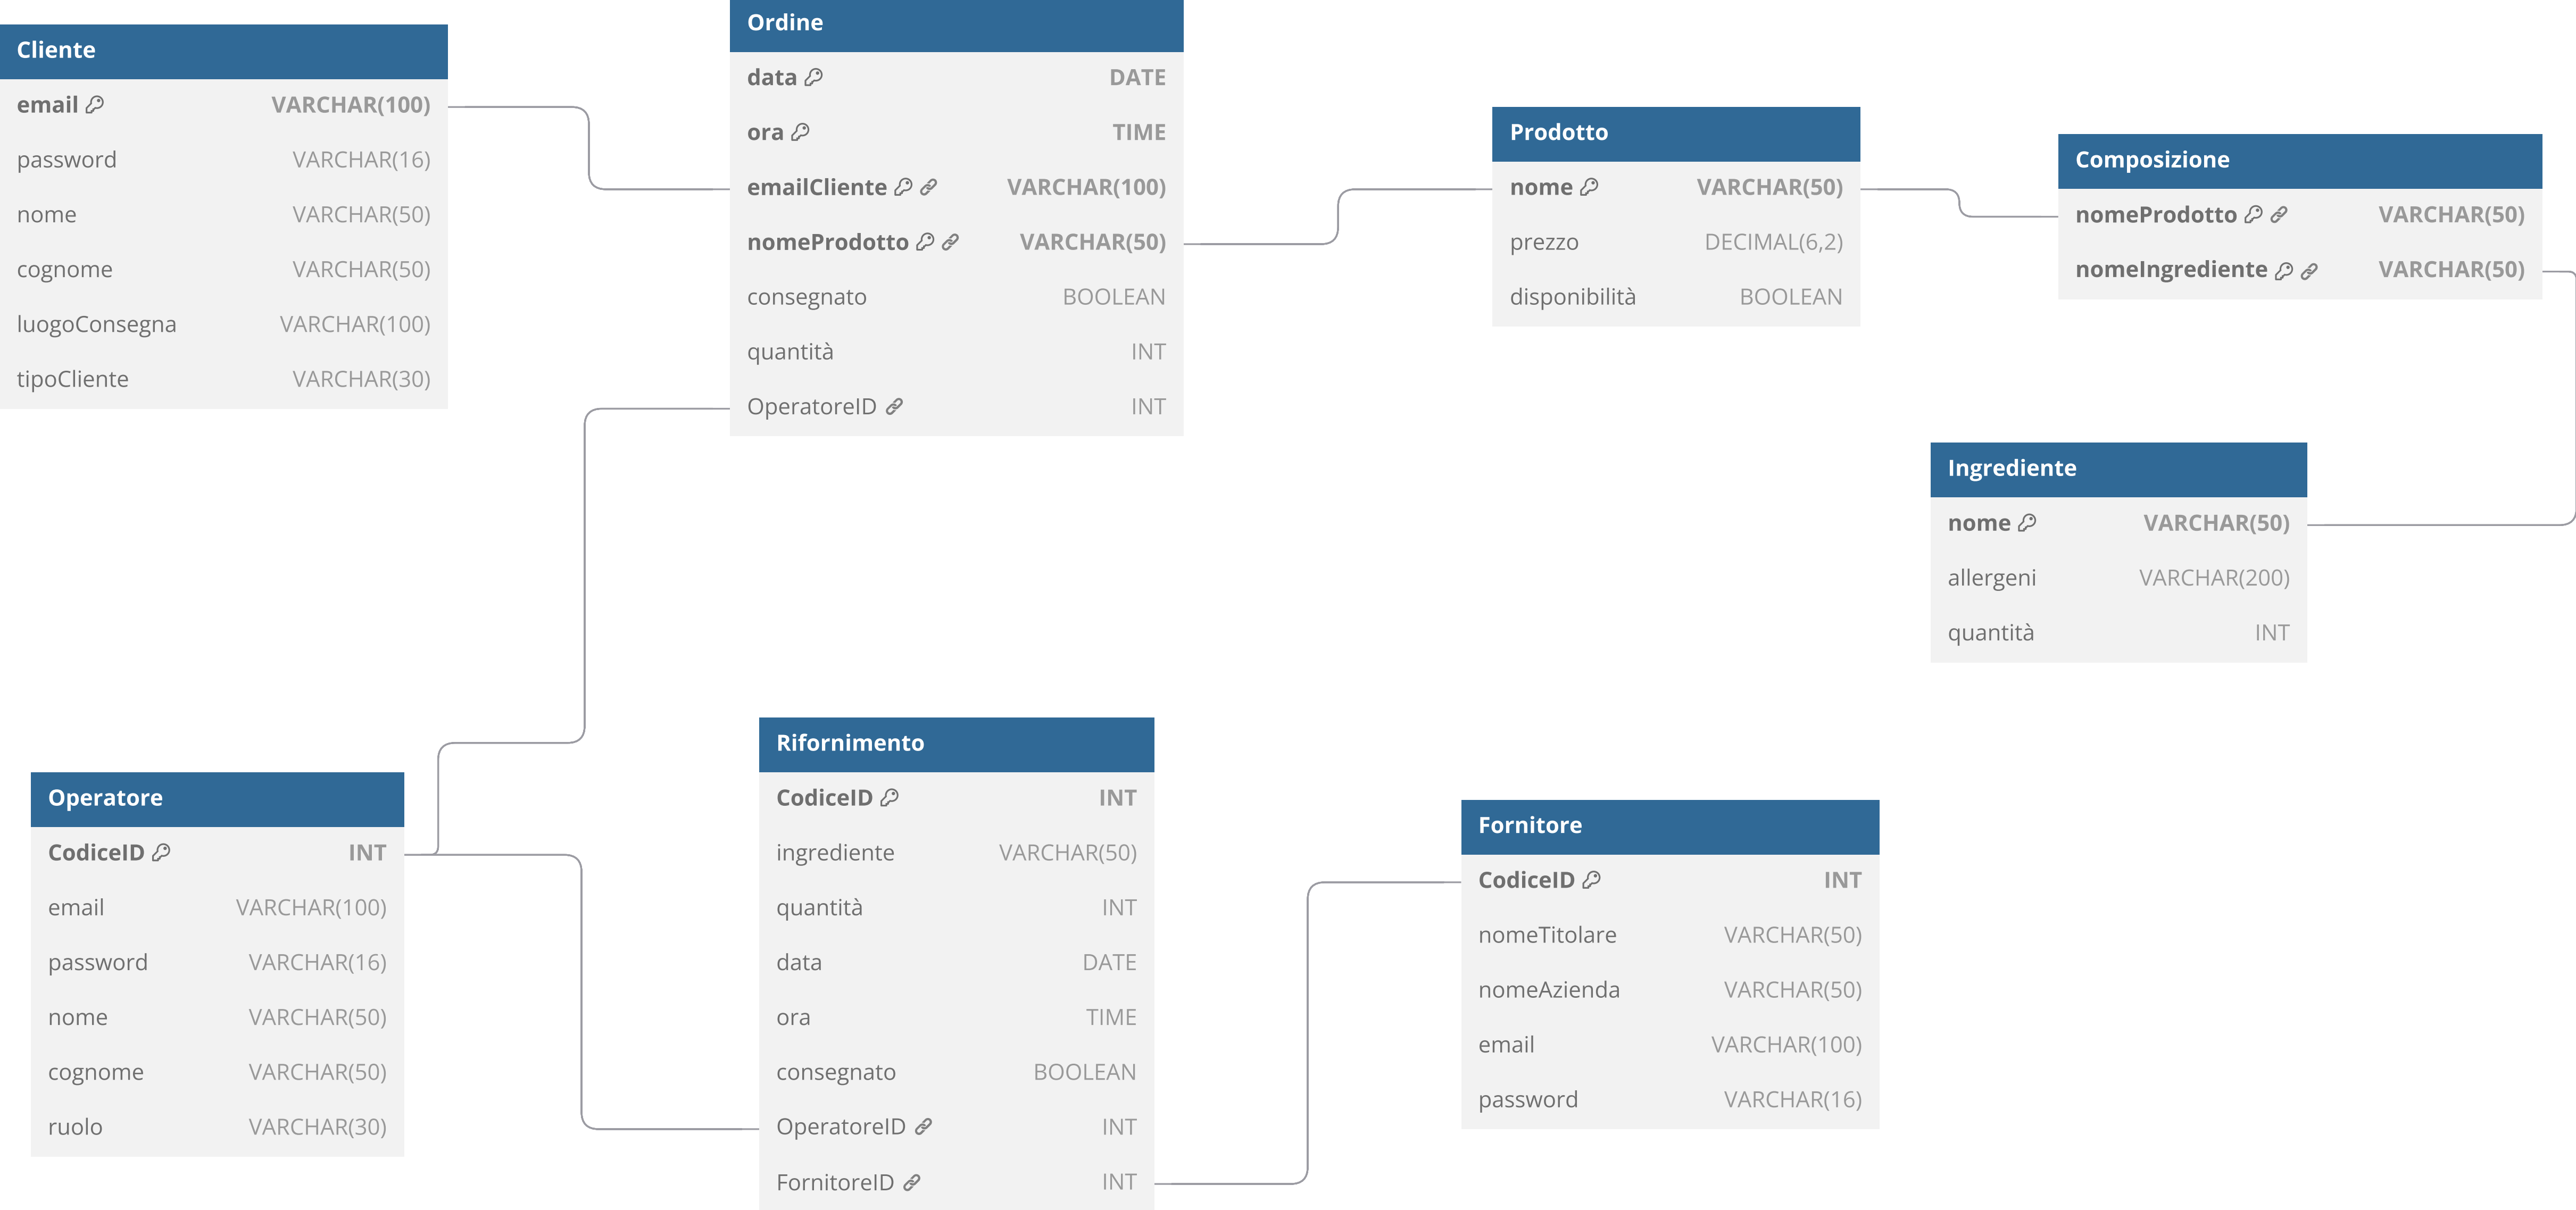 Cliente
email VARCHAR(100)
password VARCHAR(16)
nome VARCHAR(50)
cognome VARCHAR(50)
luogoConsegna VARCHAR(100)
tipoCliente VARCHAR(30)
Ordine
data DATE
ora TIME
emailCliente VARCHAR(100)
nomeProdotto VARCHAR(50)
consegnato BOOLEAN
quantità INT
OperatoreID INT
Prodotto
nome VARCHAR(50)
prezzo DECIMAL(6,2)
disponibilità BOOLEAN
Composizione
nomeProdotto VARCHAR(50)
nomeIngrediente VARCHAR(50)
Ingrediente
nome VARCHAR(50)
allergeni VARCHAR(200)
quantità INT
Operatore
CodiceID INT
email VARCHAR(100)
password VARCHAR(16)
nome VARCHAR(50)
cognome VARCHAR(50)
ruolo VARCHAR(30)
Rifornimento
CodiceID INT
ingrediente VARCHAR(50)
quantità INT
data DATE
ora TIME
consegnato BOOLEAN
OperatoreID INT
FornitoreID INT
Fornitore
CodiceID INT
nomeTitolare VARCHAR(50)
nomeAzienda VARCHAR(50)
email VARCHAR(100)
password VARCHAR(16)